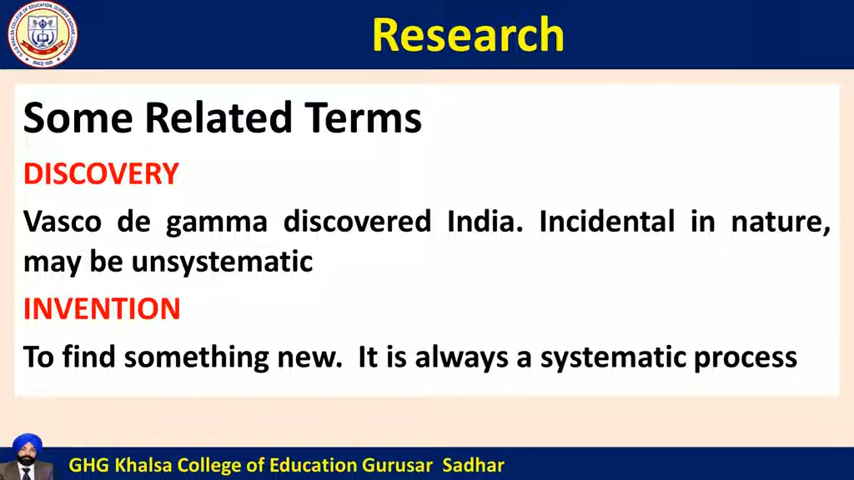 Research
Some Related Terms
DISCOVERY
Vasco de gamma discovered India. Incidental in nature,
may be unsystematic
INVENTION
To find something new. It is always a systematic process
GHG Khalsa College of Education Gurusar Sadhar